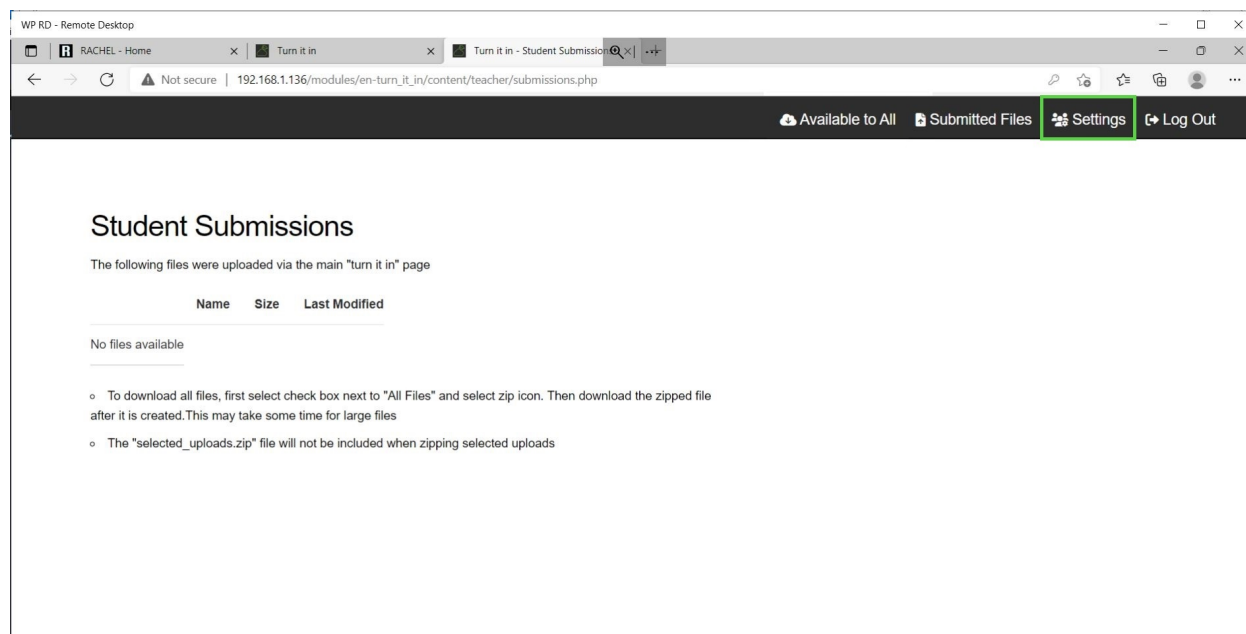 WP RD - Remote Desktop
RACHEL - Home
Turn it in
Turn it in - Student Submission
Not secure | 192.168.1.136/modules/en-turn_it_in/content/teacher/submissions.php
Available to All Submitted Files Settings Log Out
Student Submissions
The following files were uploaded via the main "turn it in" page
Name Size Last Modified
No files available
To download all files, first select check box next to "All Files" and select zip icon. Then download the zipped file
after it is created.This may take some time for large files
The "selected_uploads.zip" file will not be included when zipping selected uploads